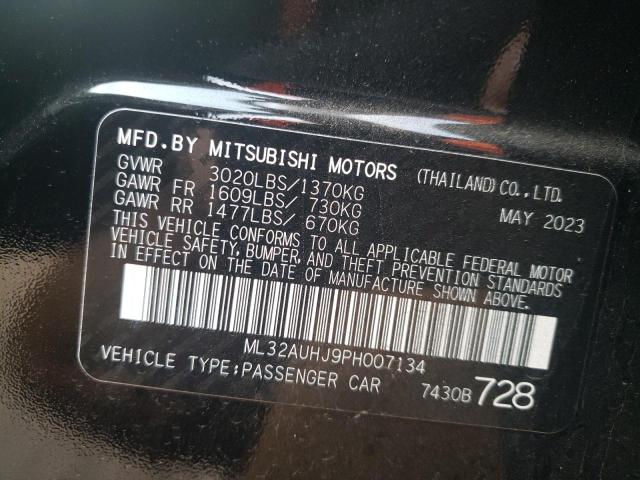 MFD.BY MITSUBISHI MOTORS (THAILAND) CO., LTD.
GVWR 3020LBS/1370KG MAY 2023
GAWR FR 1609LBS/ 730KG
GAWR RR 1477LBS/ 670KG
THIS VEHICLE CONFORMS TO ALL APPLICABLE FEDERAL MOTOR
VEHICLE SAFETY, BUMPER, AND THEFT PREVENTION STANDARDS
IN EFFECT ON THE DATE OF MANUFACTURE SHOWN ABOVE.
ML32AUHJ9PH007134
VEHICLE TYPE;PASSENGER CAR 7430B 728